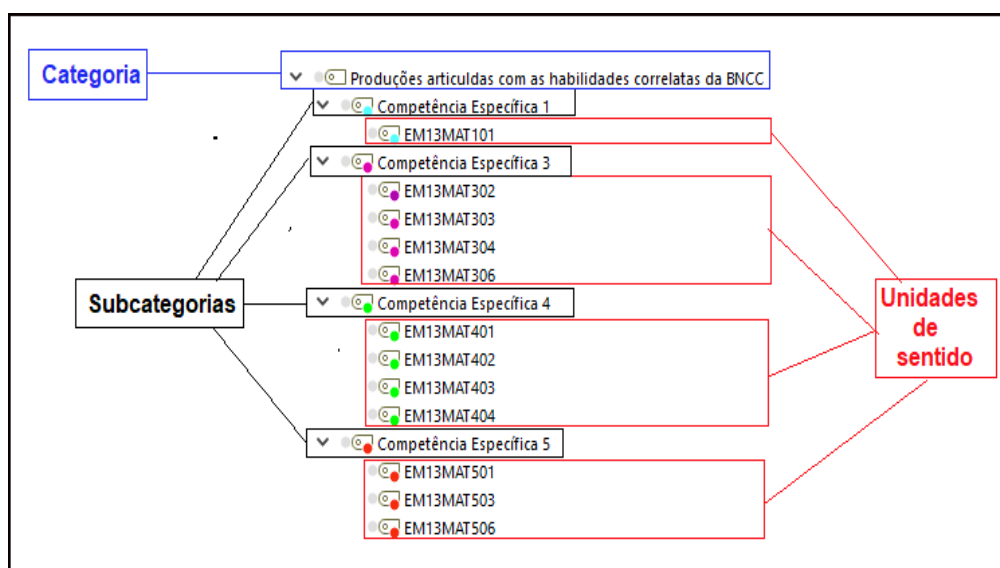 Categoria
Produções articuldas com as habilidades correlatas da BNCC
Competência Específica 1
EM13MAT101
Competência Específica 3
EM13MAT302
EM13MAT303
EM13MAT304
EM13MAT306
Subcategorias
Competência Específica 4
EM13MAT401
EM13MAT402
EM13MAT403
EM13MAT404
Competência Específica 5
EM13MAT501
EM13MAT503
EM13MAT506
Unidades
de
sentido